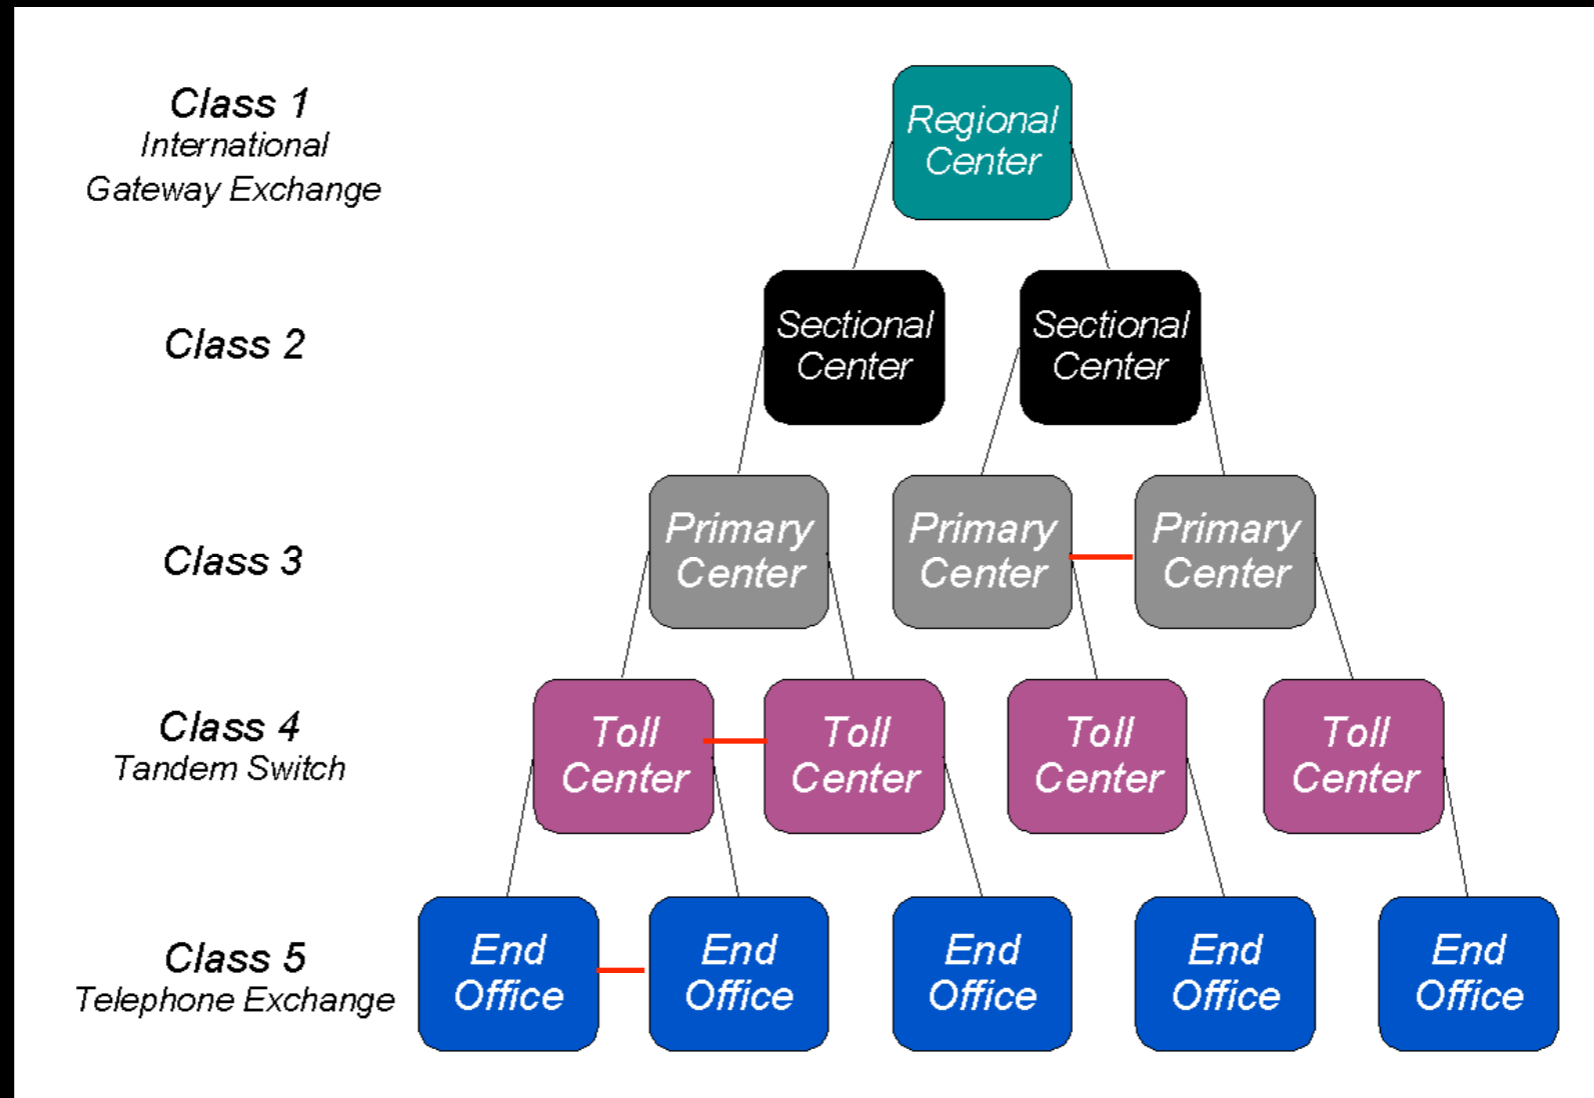 Class 1
International
Gateway Exchange
Regional
Center
Class 2
Sectional
Center
Sectional
Center
Class 3
Primary
Center
Primary
Center
Primary
Center
Class 4
Tandem Switch
Toll
Center
Toll
Center
Toll
Center
Toll
Center
Class 5
Telephone Exchange
End
Office
End
Office
End
Office
End
Office
End
Office